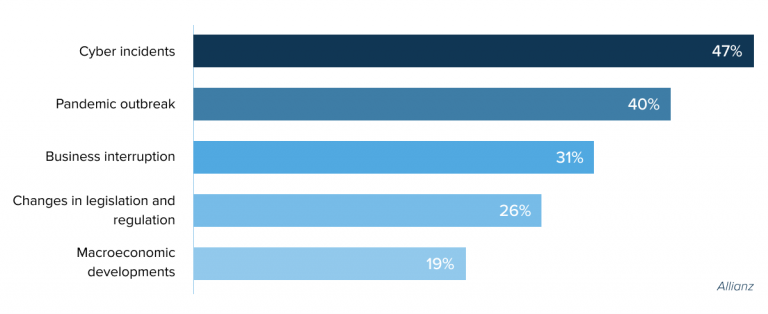 Cyber incidents
47%
Pandemic outbreak
40%
Business interruption
31%
Changes in legislation and
regulation
26%
Macroeconomic
developments
19%
Allianz